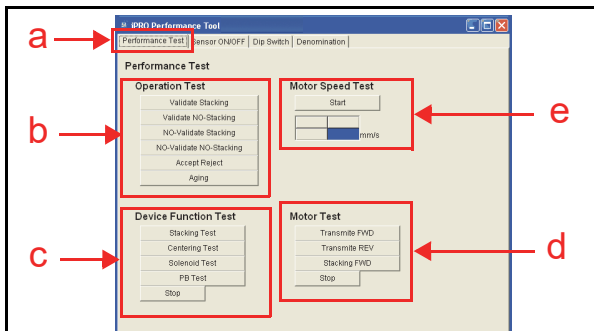 iPRO Performance Tool
a
Performance Test Sensor ON/OFF Dip Switch Denomination
Performance Test
Operation Test
Validate Stacking
Validate NO-Stacking
NO-Validate Stacking
NO-Validate NO-Stacking
Accept Reject
Aging
b
Motor Speed Test
Start
mm/s
e
Device Function Test
Stacking Test
Centering Test
Solenoid Test
PB Test
Stop
c
Motor Test
Transmite FWD
Transmite REV
Stacking FWD
Stop
d